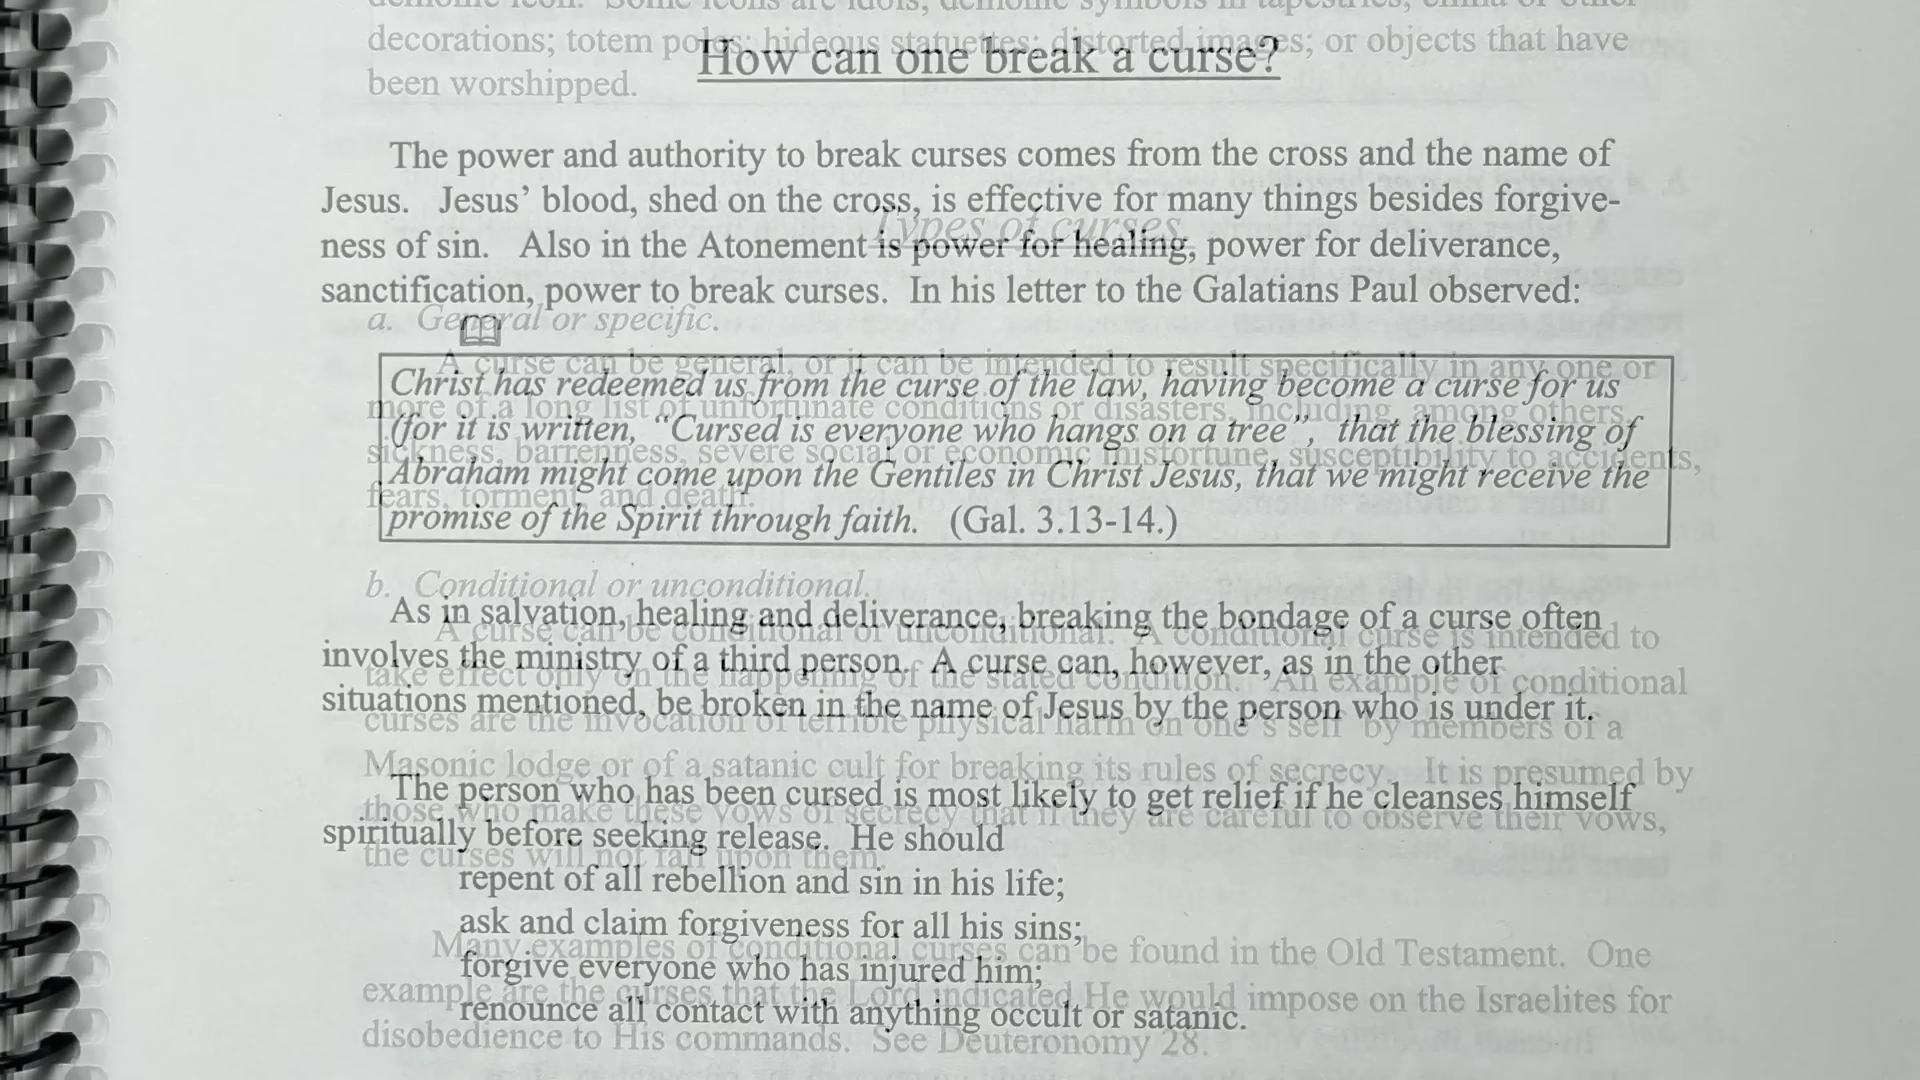 How can one break a curse?
The power and authority to break curses comes from the cross and the name of
Jesus. Jesus' blood, shed on the cross, is effective for many things besides forgive-
ness of sin. Also in the Atonement is power for healing, power for deliverance,
sanctification, power to break curses. In his letter to the Galatians Paul observed:
Christ has redeemed us from the curse of the law, having become a curse for us
(for it is written, “Cursed is everyone who hangs on a tree”, that the blessing of
Abraham might come upon the Gentiles in Christ Jesus, that we might receive the
promise of the Spirit through faith. (Gal. 3.13-14.)
As in salvation, healing and deliverance, breaking the bondage of a curse often
involves the ministry of a third person. A curse can, however, as in the other
situations mentioned, be broken in the name of Jesus by the person who is under it.
The person who has been cursed is most likely to get relief if he cleanses himself
spiritually before seeking release. He should
repent of all rebellion and sin in his life;
ask and claim forgiveness for all his sins;
forgive everyone who has injured him;
renounce all contact with anything occult or satanic.
demonic icon. Some icons are idols; demonic symbols in tapestries, china or other
decorations; totem poles; hideous statuettes; distorted images; or objects that have
been worshipped.
Types of curses
a. General or specific.
A curse can be general, or it can be intended to result specifically in any one or
more of a long list of unfortunate conditions or disasters, including, among others,
sickness, barrenness, severe social or economic misfortune, susceptibility to accidents,
fears, torment, and death.
b. Conditional or unconditional.
A curse can be conditional or unconditional. A conditional curse is intended to
take effect only on the happening of the stated condition. An example of conditional
curses are the invocation of terrible physical harm on one's self by members of a
Masonic lodge or of a satanic cult for breaking its rules of secrecy. It is presumed by
those who make these vows of secrecy that if they are careful to observe their vows,
the curses will not fall upon them.
Many examples of conditional curses can be found in the Old Testament. One
example are the curses that the Lord indicated He would impose on the Israelites for
disobedience to His commands. See Deuteronomy 28.